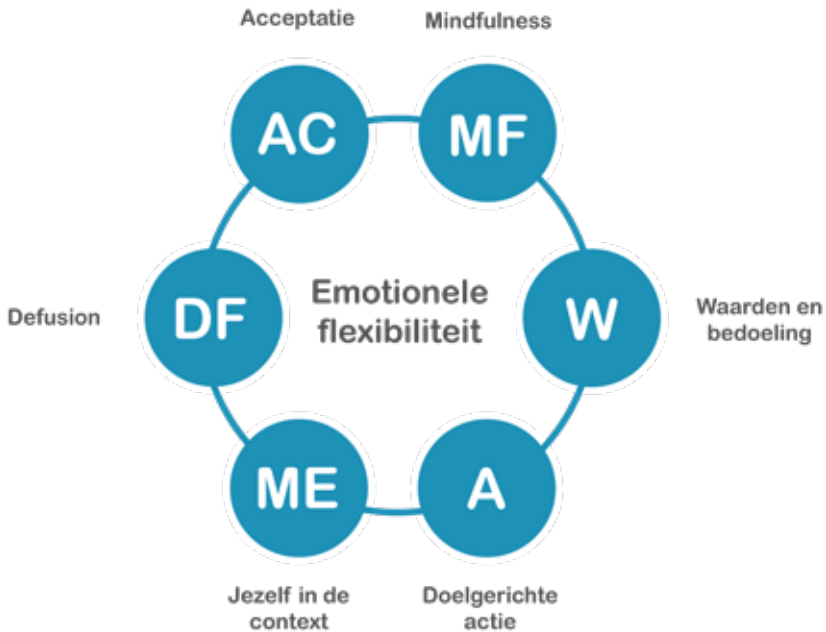 Acceptatie
Mindfulness
AC
MF
Defusion
DF
Emotionele
flexibiliteit
W
Waarden en
bedoeling
ME
A
Jezelf in de
context
Doelgerichte
actie